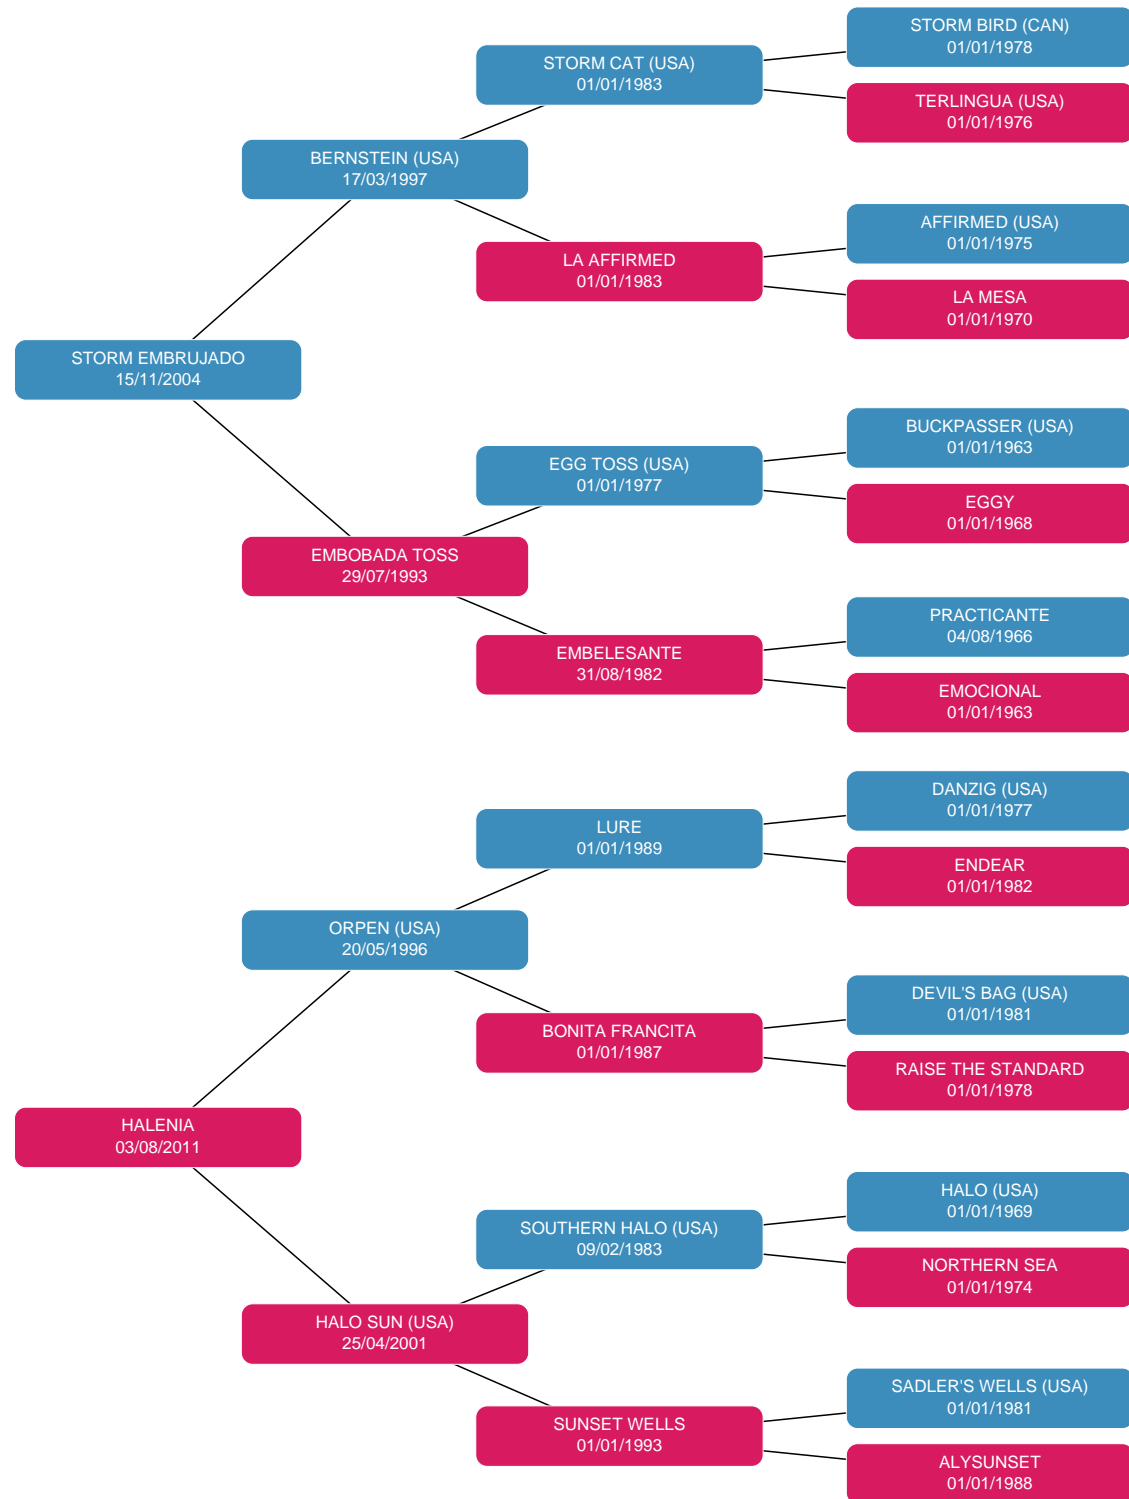 STORM BIRD (CAN)
01/01/1978
STORM CAT (USA)
01/01/1983
TERLINGUA (USA)
01/01/1976
BERNSTEIN (USA)
17/03/1997
AFFIRMED (USA)
01/01/1975
LA AFFIRMED
01/01/1983
LA MESA
01/01/1970
STORM EMBRUJADO
15/11/2004
BUCKPASSER (USA)
01/01/1963
EGG TOSS (USA)
01/01/1977
EGGY
01/01/1968
EMBOBADA TOSS
29/07/1993
PRACTICANTE
04/08/1966
EMBELESANTE
31/08/1982
EMOCIONAL
01/01/1963
DANZIG (USA)
01/01/1977
LURE
01/01/1989
ENDEAR
01/01/1982
ORPEN (USA)
20/05/1996
DEVIL'S BAG (USA)
01/01/1981
BONITA FRANCITA
01/01/1987
RAISE THE STANDARD
01/01/1978
HALENIA
03/08/2011
HALO (USA)
01/01/1969
SOUTHERN HALO (USA)
09/02/1983
NORTHERN SEA
01/01/1974
HALO SUN (USA)
25/04/2001
SADLER'S WELLS (USA)
01/01/1981
SUNSET WELLS
01/01/1993
ALYSUNSET
01/01/1988